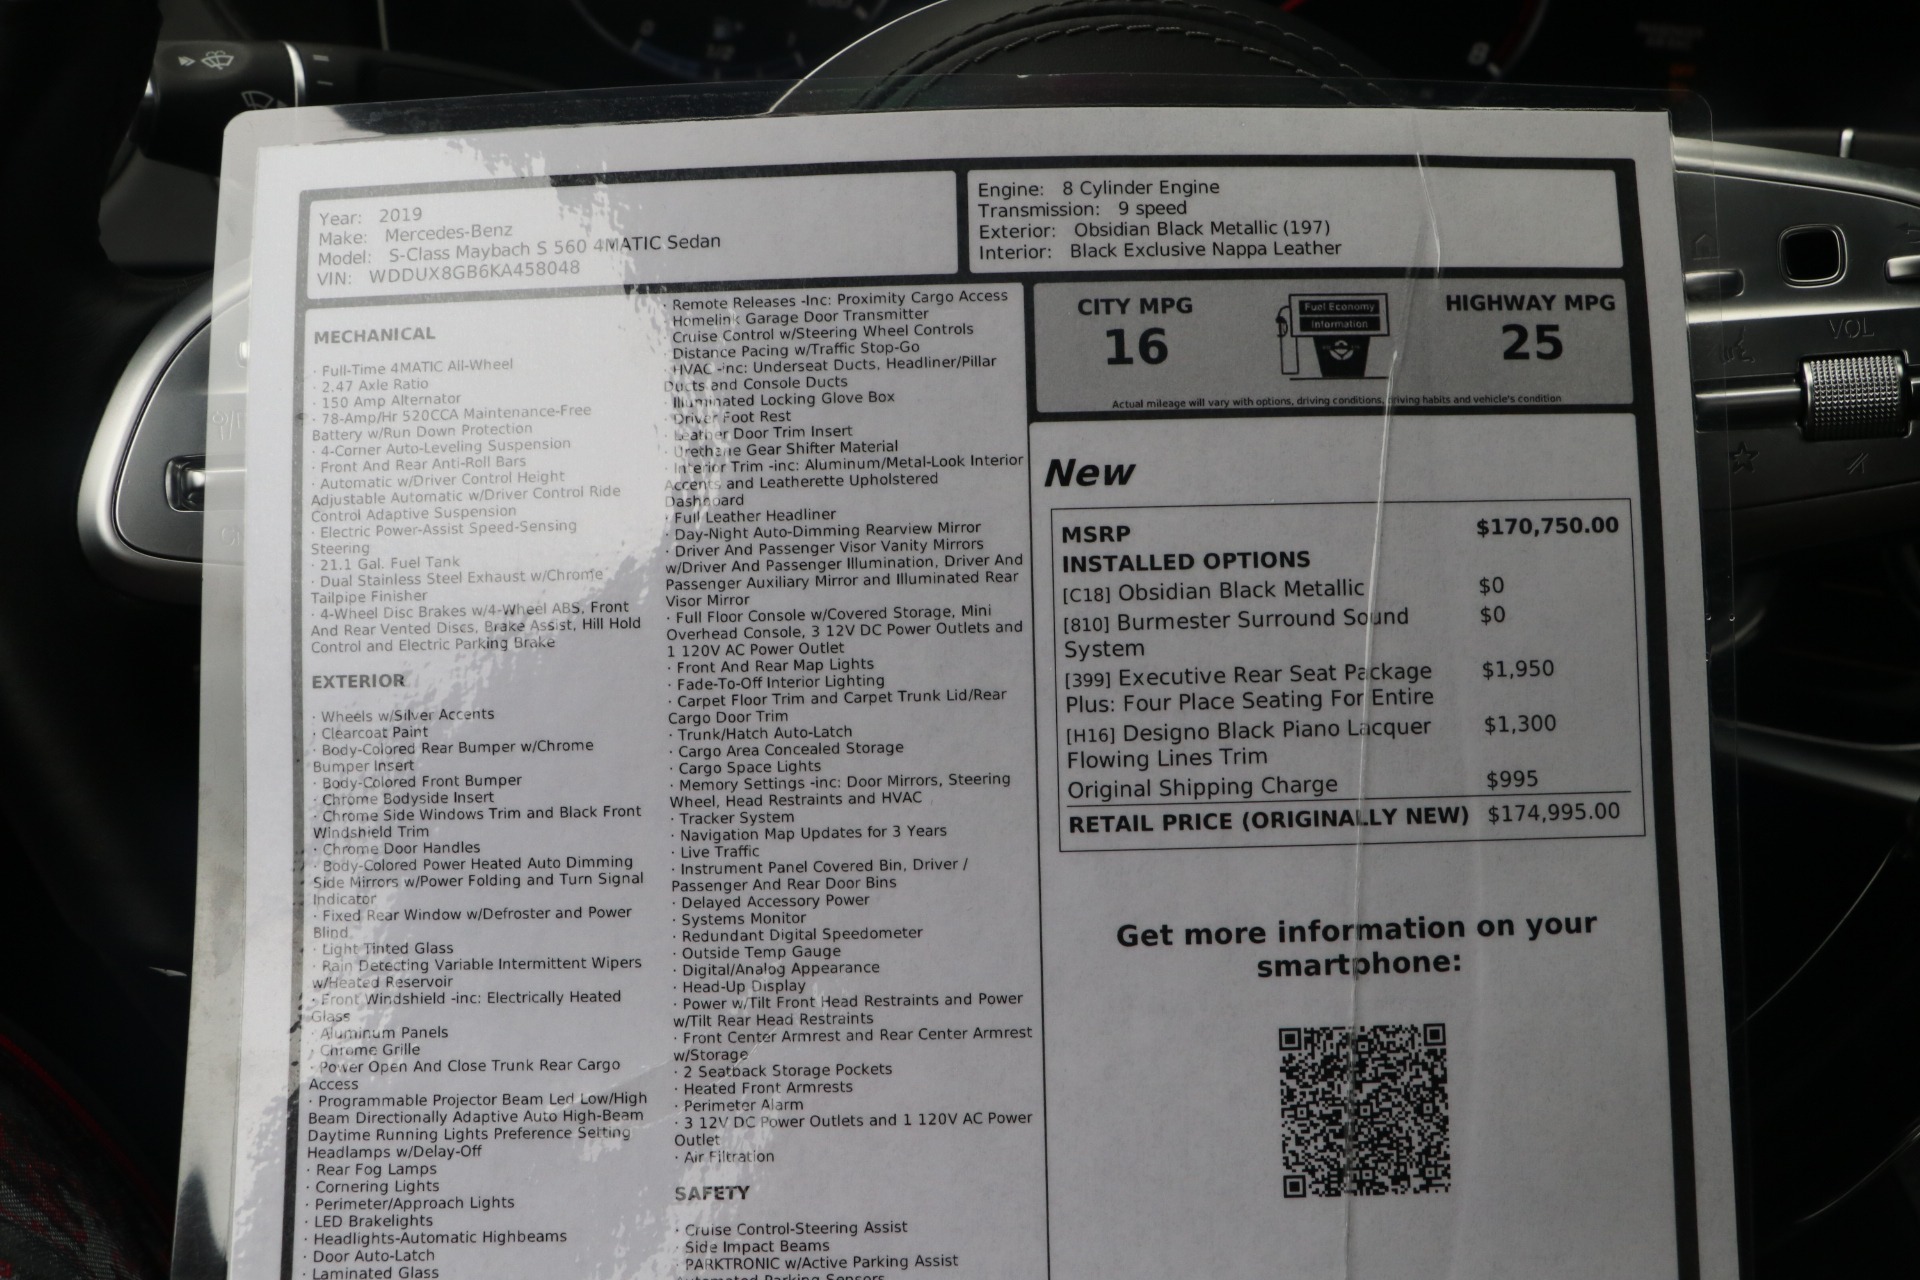 Year: 2019
Make: Mercedes-Benz
Model: S-Class Maybach S 560 4MATIC Sedan
VIN: WDDUX8GB6KA458048
Engine: 8 Cylinder Engine
Transmission: 9 speed
Exterior: Obsidian Black Metallic (197)
Interior: Black Exclusive Nappa Leather
MECHANICAL
· Full-Time 4MATIC All-Wheel
· 2.47 Axle Ratio
· 150 Amp Alternator
· 78-Amp/Hr 520CCA Maintenance-Free
Battery w/Run Down Protection
· 4-Corner Auto-Leveling Suspension
· Front And Rear Anti-Roll Bars
· Automatic w/Driver Control Height
Adjustable Automatic w/Driver Control Ride
Control Adaptive Suspension
· Electric Power-Assist Speed-Sensing
Steering
· 21.1 Gal. Fuel Tank
· Dual Stainless Steel Exhaust w/Chrome
Tailpipe Finisher
· 4-Wheel Disc Brakes w/4-Wheel ABS, Front
And Rear Vented Discs, Brake Assist, Hill Hold
Control and Electric Parking Brake
EXTERIOR
· Wheels w/Silver Accents
· Clearcoat Paint
· Body-Colored Rear Bumper w/Chrome
Bumper Insert
· Body-Colored Front Bumper
· Chrome Bodyside Insert
· Chrome Side Windows Trim and Black Front
Windshield Trim
· Chrome Door Handles
· Body-Colored Power Heated Auto Dimming
Side Mirrors w/Power Folding and Turn Signal
Indicator
· Fixed Rear Window w/Defroster and Power
Blind
· Light Tinted Glass
· Rain Detecting Variable Intermittent Wipers
w/Heated Reservoir
· Front Windshield -inc: Electrically Heated
Glass
· Aluminum Panels
· Chrome Grille
· Power Open And Close Trunk Rear Cargo
Access
· Programmable Projector Beam Led Low/High
Beam Directionally Adaptive Auto High-Beam
Daytime Running Lights Preference Setting
Headlamps w/Delay-Off
· Rear Fog Lamps
· Cornering Lights
· Perimeter/Approach Lights
· LED Brakelights
· Headlights-Automatic Highbeams
· Door Auto-Latch
· Laminated Glass
· Remote Releases -Inc: Proximity Cargo Access
· Homelink Garage Door Transmitter
· Cruise Control w/Steering Wheel Controls
· Distance Pacing w/Traffic Stop-Go
· HVAC -inc: Underseat Ducts, Headliner/Pillar
Ducts and Console Ducts
· Illuminated Locking Glove Box
· Driver Foot Rest
· Leather Door Trim Insert
· Urethane Gear Shifter Material
· Interior Trim -inc: Aluminum/Metal-Look Interior
Accents and Leatherette Upholstered
Dashboard
· Full Leather Headliner
· Day-Night Auto-Dimming Rearview Mirror
· Driver And Passenger Visor Vanity Mirrors
w/Driver And Passenger Illumination, Driver And
Passenger Auxiliary Mirror and Illuminated Rear
Visor Mirror
· Full Floor Console w/Covered Storage, Mini
Overhead Console, 3 12V DC Power Outlets and
1 120V AC Power Outlet
· Front And Rear Map Lights
· Fade-To-Off Interior Lighting
· Carpet Floor Trim and Carpet Trunk Lid/Rear
Cargo Door Trim
· Trunk/Hatch Auto-Latch
· Cargo Area Concealed Storage
· Cargo Space Lights
· Memory Settings -inc: Door Mirrors, Steering
Wheel, Head Restraints and HVAC
· Tracker System
· Navigation Map Updates for 3 Years
· Live Traffic
· Instrument Panel Covered Bin, Driver /
Passenger And Rear Door Bins
· Delayed Accessory Power
· Systems Monitor
· Redundant Digital Speedometer
· Outside Temp Gauge
· Digital/Analog Appearance
· Head-Up Display
· Power w/Tilt Front Head Restraints and Power
w/Tilt Rear Head Restraints
· Front Center Armrest and Rear Center Armrest
w/Storage
· 2 Seatback Storage Pockets
· Heated Front Armrests
· Perimeter Alarm
· 3 12V DC Power Outlets and 1 120V AC Power
Outlet
· Air Filtration
SAFETY
· Cruise Control-Steering Assist
· Side Impact Beams
· PARKTRONIC w/Active Parking Assist
Automated Parking Sensors
CITY MPG
16
Fuel Economy
Information
HIGHWAY MPG
25
Actual mileage will vary with options, driving conditions, driving habits and vehicle's condition
New
MSRP $170,750.00
INSTALLED OPTIONS
[C18] Obsidian Black Metallic $0
[810] Burmester Surround Sound $0
System
[399] Executive Rear Seat Package $1,950
Plus: Four Place Seating For Entire
[H16] Designo Black Piano Lacquer $1,300
Flowing Lines Trim
Original Shipping Charge $995
RETAIL PRICE (ORIGINALLY NEW) $174,995.00
Get more information on your
smartphone:
VOL
1/2
8